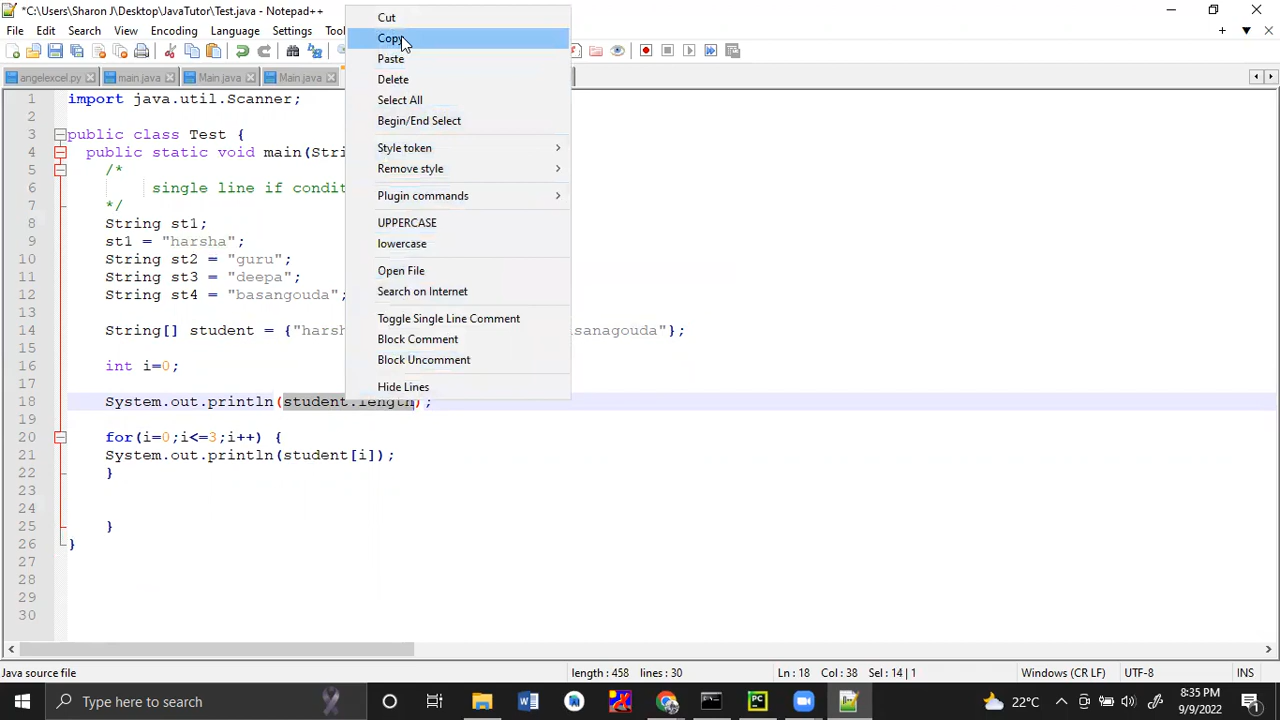 *C:\Users\Sharon J\Desktop\JavaTutor\Test.java - Notepad++
File Edit Search View Encoding Language Settings
angelexcel.py main java Main java Main java
Cut
Copy
Paste
Delete
Select All
Begin/End Select
Style token
Remove style
Plugin commands
UPPERCASE
lowercase
Open File
Search on Internet
Toggle Single Line Comment
Block Comment
Block Uncomment
Hide Lines
1 import java.util.Scanner;
2
3 public class Test {
4 public static void main(Str
5 /*
6 single line if
7 */
8 String st1;
9 st1 = "harsha";
10 String st2 = "guru";
11 String st3 = "deepa";
12 String st4 = "basangouda";
13
14 String[] student = {"harsh sanagouda"};
15
16 int i=0;
17
18 System.out.println(student.length);
19
20 for(i=0;i<=3;i++) {
21 System.out.println(student[i]);
22 }
23
24
25 }
26 }
27
28
29
30
Java source file length : 458 lines : 30 Ln : 18 Col : 38 Sel : 14 | 1 Windows (CR LF) UTF-8 INS
Type here to search
22°C
8:35 PM
9/9/2022
1